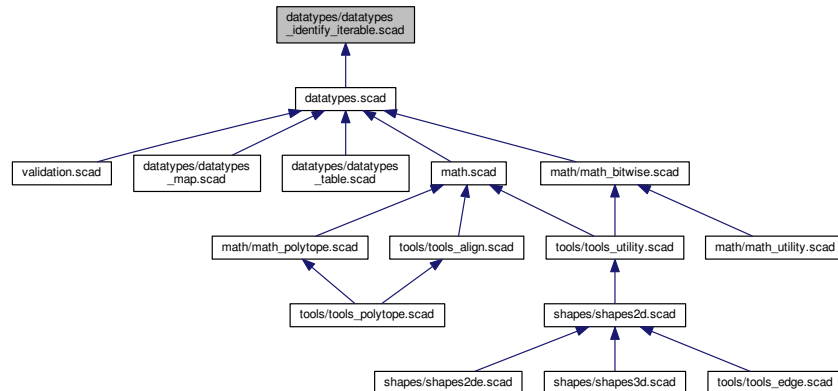 datatypes/datatypes
_identify_iterable.scad
datatypes.scad
validation.scad
datatypes/datatypes
_map.scad
datatypes/datatypes
_table.scad
math.scad
math/math_bitwise.scad
math/math_polytope.scad
tools/tools_align.scad
tools/tools_utility.scad
math/math_utility.scad
tools/tools_polytope.scad
shapes/shapes2d.scad
shapes/shapes2de.scad
shapes/shapes3d.scad
tools/tools_edge.scad